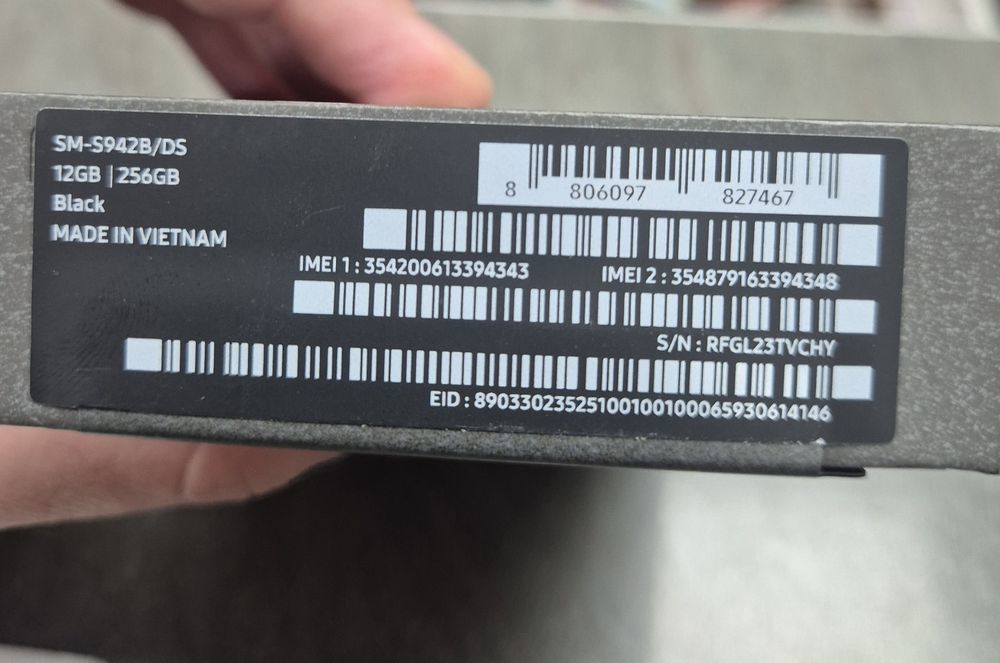 SM-S942B/DS
12GB | 256GB
Black
MADE IN VIETNAM
8 806097 827467
IMEI 1 : 354200613394343 IMEI 2 : 354879163394348
S/N : RFGL23TVCHY
EID : 89033023525100100100065930614146